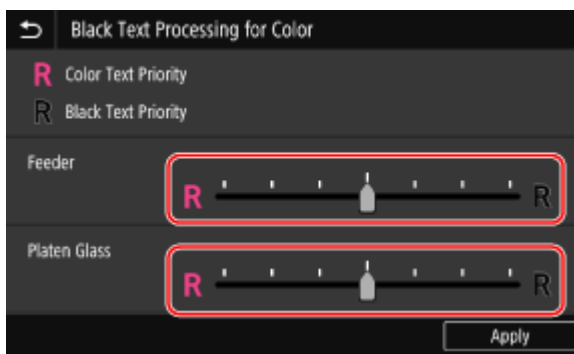 Black Text Processing for Color
R Color Text Priority
R Black Text Priority
Feeder
R R
Platen Glass
R R
Apply